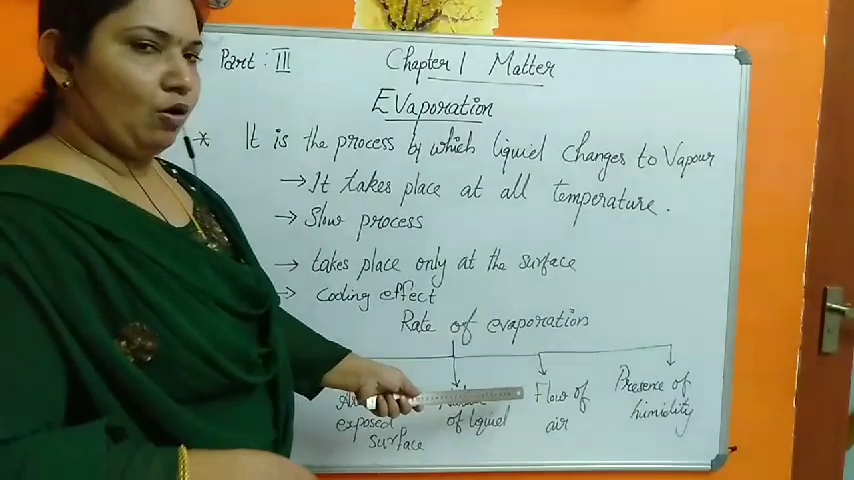 Part : III
Chapter 1 Matter
Evaporation
* It is the process by which liquid changes to Vapour
→ It takes place at all temperature.
→ Slow process
→ takes place only at the surface
→ Cooling effect
Rate of evaporation
exposed surface
of liquid
Flow of air
Presence of humidity